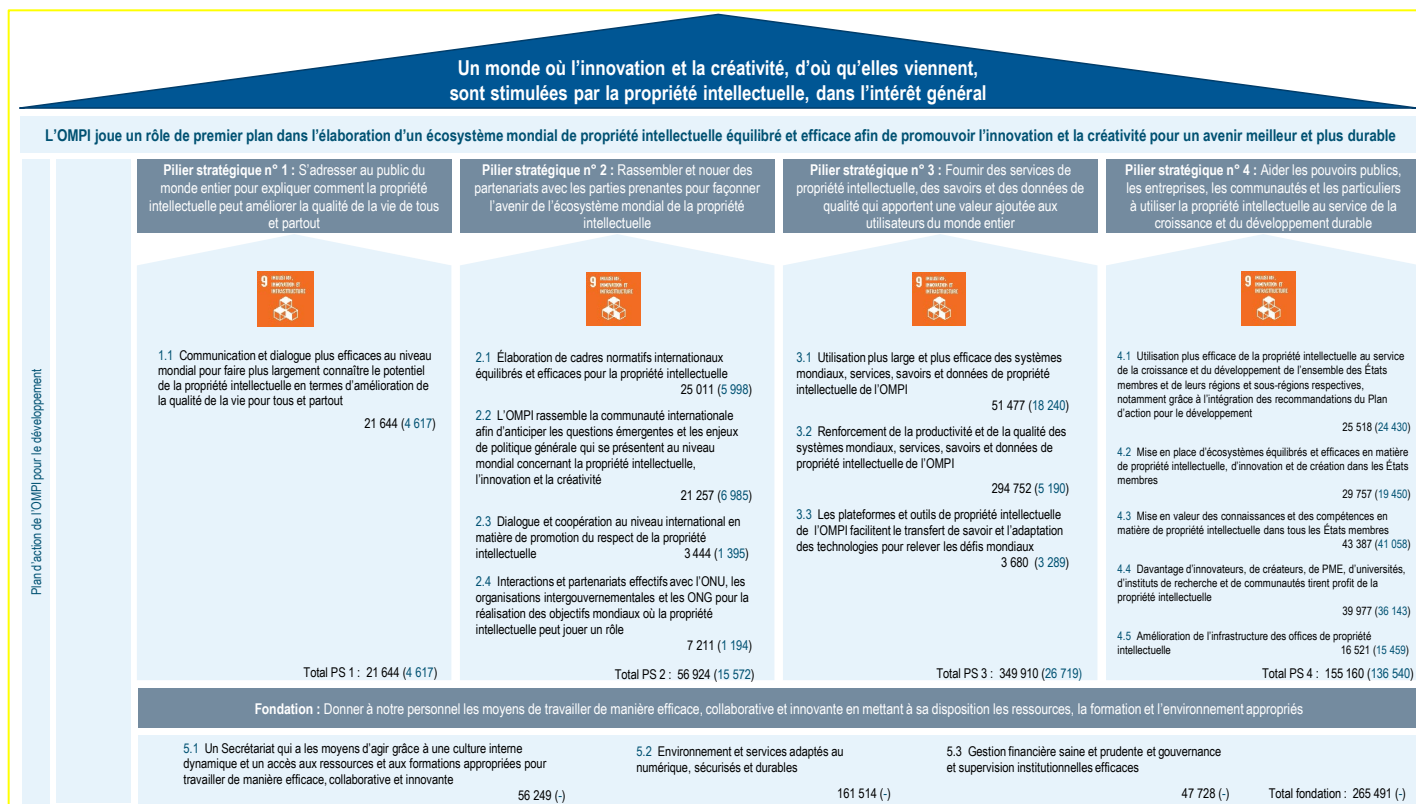 Un monde où l’innovation et la créativité, d’où qu’elles viennent,
sont stimulées par la propriété intellectuelle, dans l’intérêt général
L’OMPI joue un rôle de premier plan dans l’élaboration d’un écosystème mondial de propriété intellectuelle équilibré et efficace afin de promouvoir l’innovation et la créativité pour un avenir meilleur et plus durable
Plan d’action de l’OMPI pour le développement
Pilier stratégique n° 1 : S’adresser au public du
monde entier pour expliquer comment la propriété
intellectuelle peut améliorer la qualité de la vie de tous
et partout
9 INDUSTRIE,
INNOVATION ET
INFRASTRUCTURE
1.1 Communication et dialogue plus efficaces au niveau
mondial pour faire plus largement connaître le potentiel
de la propriété intellectuelle en termes d’amélioration de
la qualité de la vie pour tous et partout
21 644 (4 617)
Total PS 1 : 21 644 (4 617)
Pilier stratégique n° 2 : Rassembler et nouer des
partenariats avec les parties prenantes pour façonner
l’avenir de l’écosystème mondial de la propriété
intellectuelle
9 INDUSTRIE,
INNOVATION ET
INFRASTRUCTURE
2.1 Élaboration de cadres normatifs internationaux
équilibrés et efficaces pour la propriété intellectuelle
25 011 (5 998)
2.2 L’OMPI rassemble la communauté internationale
afin d’anticiper les questions émergentes et les enjeux
de politique générale qui se présentent au niveau
mondial concernant la propriété intellectuelle,
l’innovation et la créativité
21 257 (6 985)
2.3 Dialogue et coopération au niveau international en
matière de promotion du respect de la propriété
intellectuelle 3 444 (1 395)
2.4 Interactions et partenariats effectifs avec l’ONU, les
organisations intergouvernementales et les ONG pour la
réalisation des objectifs mondiaux où la propriété
intellectuelle peut jouer un rôle
7 211 (1 194)
Total PS 2 : 56 924 (15 572)
Pilier stratégique n° 3 : Fournir des services de
propriété intellectuelle, des savoirs et des données de
qualité qui apportent une valeur ajoutée aux
utilisateurs du monde entier
9 INDUSTRIE,
INNOVATION ET
INFRASTRUCTURE
3.1 Utilisation plus large et plus efficace des systèmes
mondiaux, services, savoirs et données de propriété
intellectuelle de l’OMPI
51 477 (18 240)
3.2 Renforcement de la productivité et de la qualité des
systèmes mondiaux, services, savoirs et données de
propriété intellectuelle de l’OMPI
294 752 (5 190)
3.3 Les plateformes et outils de propriété intellectuelle
de l’OMPI facilitent le transfert de savoir et l’adaptation
des technologies pour relever les défis mondiaux
3 680 (3 289)
Total PS 3 : 349 910 (26 719)
Pilier stratégique n° 4 : Aider les pouvoirs publics,
les entreprises, les communautés et les particuliers
à utiliser la propriété intellectuelle au service de la
croissance et du développement durable
9 INDUSTRIE,
INNOVATION ET
INFRASTRUCTURE
4.1 Utilisation plus efficace de la propriété intellectuelle au service
de la croissance et du développement de l’ensemble des États
membres et de leurs régions et sous-régions respectives,
notamment grâce à l’intégration des recommandations du Plan
d’action pour le développement
25 518 (24 430)
4.2 Mise en place d’écosystèmes équilibrés et efficaces en matière
de propriété intellectuelle, d’innovation et de création dans les États
membres
29 757 (19 450)
4.3 Mise en valeur des connaissances et des compétences en
matière de propriété intellectuelle dans tous les États membres
43 387 (41 058)
4.4 Davantage d’innovateurs, de créateurs, de PME, d’universités,
d’instituts de recherche et de communautés tirent profit de la
propriété intellectuelle
39 977 (36 143)
4.5 Amélioration de l’infrastructure des offices de propriété
intellectuelle 16 521 (15 459)
Total PS 4 : 155 160 (136 540)
Fondation : Donner à notre personnel les moyens de travailler de manière efficace, collaborative et innovante en mettant à sa disposition les ressources, la formation et l’environnement appropriés
5.1 Un Secrétariat qui a les moyens d’agir grâce à une culture interne
dynamique et un accès aux ressources et aux formations appropriées pour
travailler de manière efficace, collaborative et innovante
56 249 (-)
5.2 Environnement et services adaptés au
numérique, sécurisés et durables
161 514 (-)
5.3 Gestion financière saine et prudente et gouvernance
et supervision institutionnelles efficaces
47 728 (-)
Total fondation : 265 491 (-)